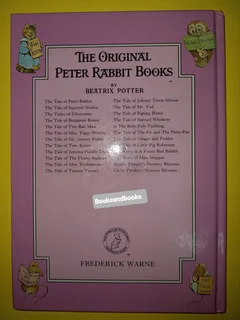 THE ORIGINAL
PETER RABBIT BOOKS
BY
BEATRIX POTTER
The Tale of Peter Rabbit
The Tale of Squirrel Nutkin
The Tailor of Gloucester
The Tale of Benjamin Bunny
The Tale of Two Bad Mice
The Tale of Mrs. Tiggy-Winkle
The Tale of Mr. Jeremy Fisher
The Tale of Tom Kitten
The Tale of Jemima Puddle-Duck
The Tale of the Flopsy Bunnies
The Tale of Mrs. Tittlemouse
The Tale of Timmy Tiptoes
The Tale of Johnny Town-Mouse
The Tale of Mr. Tod
The Tale of Pigling Bland
The Tale of Samuel Whiskers
The Tale of The Pie and The Patty-Pan
The Tale of Ginger and Pickles
The Tale of Little Pig Robinson
The Story of A Fierce Bad Rabbit
The Story of Miss Moppet
Appley Dapply's Nursery Rhymes
Cecily Parsley's Nursery Rhymes
Bookzandbooks
FREDERICK WARNE